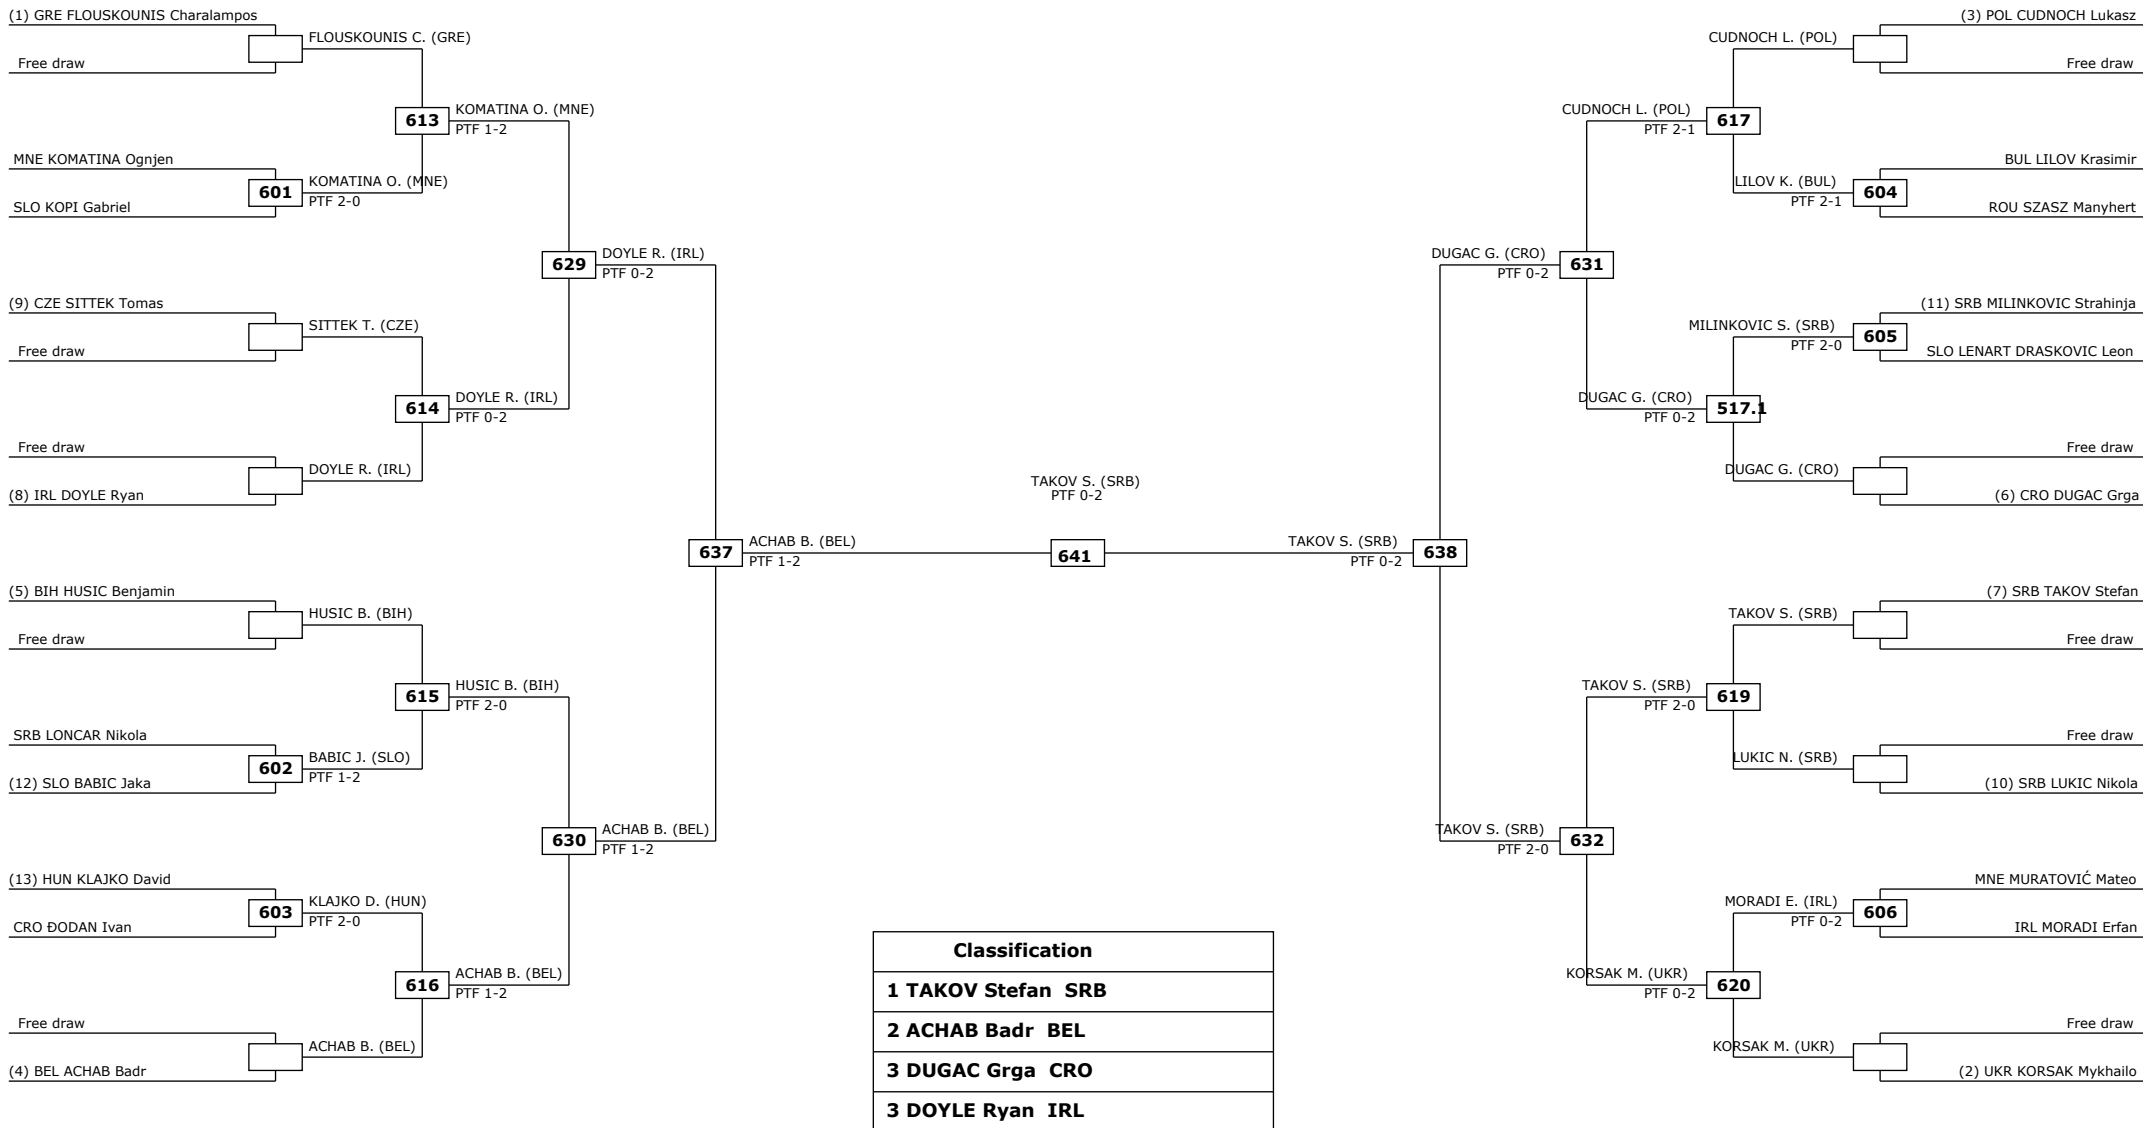 (1) GRE FLOUSKOUNIS Charalampos
FLOUSKOUNIS C. (GRE)
Free draw
613
KOMATINA O. (MNE)
PTF 1-2
MNE KOMATINA Ognjen
601
KOMATINA O. (MNE)
PTF 2-0
SLO KOPI Gabriel
629
DOYLE R. (IRL)
PTF 0-2
(9) CZE SITTEK Tomas
SITTEK T. (CZE)
Free draw
614
DOYLE R. (IRL)
PTF 0-2
Free draw
DOYLE R. (IRL)
(8) IRL DOYLE Ryan
637
ACHAB B. (BEL)
PTF 1-2
(5) BIH HUSIC Benjamin
HUSIC B. (BIH)
Free draw
615
HUSIC B. (BIH)
PTF 2-0
SRB LONCAR Nikola
602
BABIC J. (SLO)
PTF 1-2
(12) SLO BABIC Jaka
630
ACHAB B. (BEL)
PTF 1-2
(13) HUN KLAJKO David
603
KLAJKO D. (HUN)
PTF 2-0
CRO ĐODAN Ivan
616
ACHAB B. (BEL)
PTF 1-2
Free draw
ACHAB B. (BEL)
(4) BEL ACHAB Badr
TAKOV S. (SRB)
PTF 0-2
641
(3) POL CUDNOCH Lukasz
CUDNOCH L. (POL)
Free draw
CUDNOCH L. (POL)
PTF 2-1
617
BUL LILOV Krasimir
LILOV K. (BUL)
PTF 2-1
604
ROU SZASZ Manyhert
DUGAC G. (CRO)
PTF 0-2
631
(11) SRB MILINKOVIC Strahinja
MILINKOVIC S. (SRB)
PTF 2-0
605
SLO LENART DRASKOVIC Leon
DUGAC G. (CRO)
PTF 0-2
517.1
Free draw
DUGAC G. (CRO)
(6) CRO DUGAC Grga
TAKOV S. (SRB)
PTF 0-2
638
(7) SRB TAKOV Stefan
TAKOV S. (SRB)
Free draw
TAKOV S. (SRB)
PTF 2-0
619
Free draw
LUKIC N. (SRB)
(10) SRB LUKIC Nikola
TAKOV S. (SRB)
PTF 2-0
632
MNE MURATOVIĆ Mateo
MORADI E. (IRL)
PTF 0-2
606
IRL MORADI Erfan
KORSAK M. (UKR)
PTF 0-2
620
Free draw
KORSAK M. (UKR)
(2) UKR KORSAK Mykhailo
Classification
1 TAKOV Stefan SRB
2 ACHAB Badr BEL
3 DUGAC Grga CRO
3 DOYLE Ryan IRL